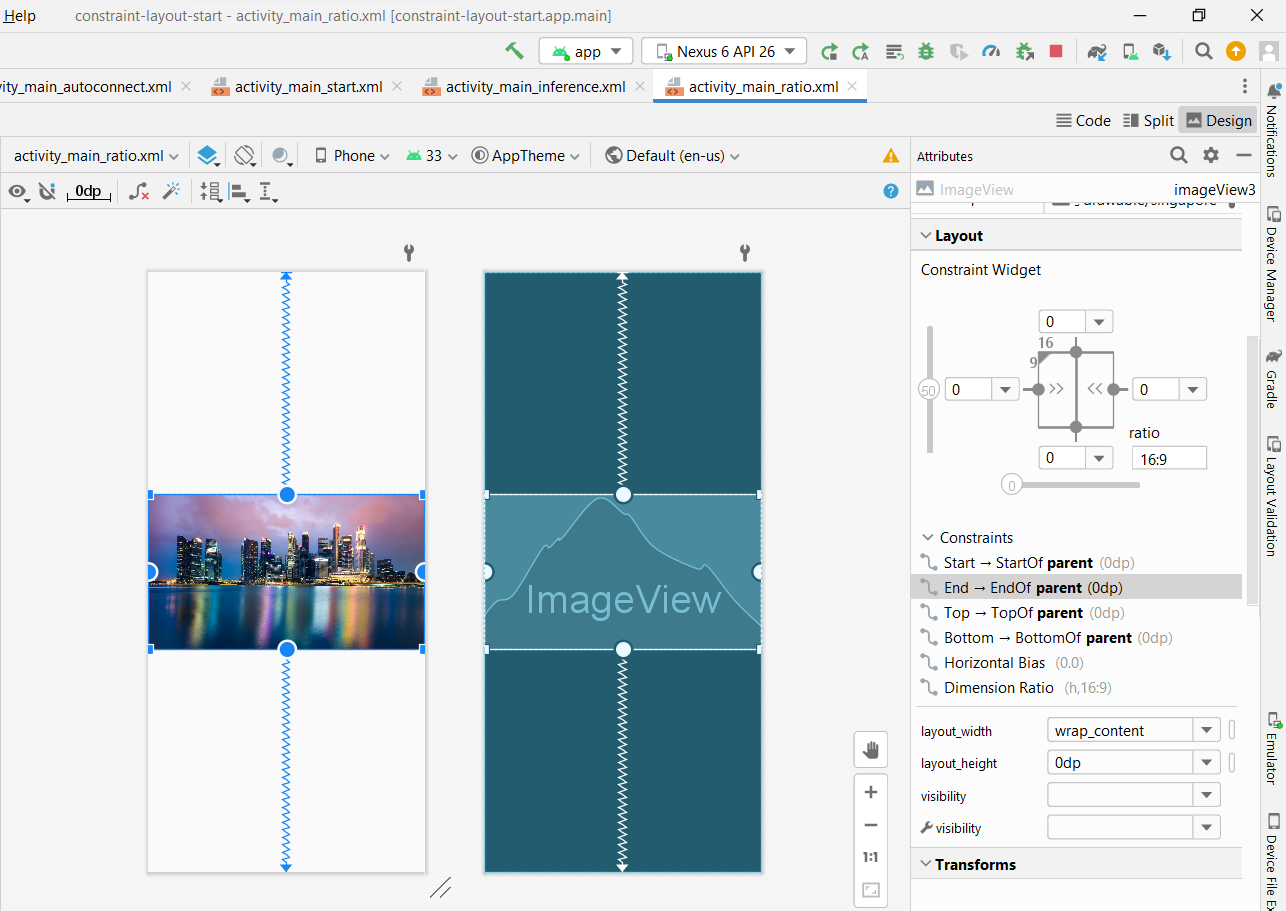 Help constraint-layout-start - activity_main_ratio.xml [constraint-layout-start.app.main]
app Nexus 6 API 26
ity_main_autoconnect.xml activity_main_start.xml activity_main_inference.xml activity_main_ratio.xml
Code Split Design
activity_main_ratio.xml Phone 33 AppTheme Default (en-us)
Attributes
0dp
ImageView imageView3
Layout
Constraint Widget
0
16
9
50
0
0
ratio
0
16:9
0
Constraints
Start → StartOf parent (0dp)
End → EndOf parent (0dp)
Top → TopOf parent (0dp)
Bottom → BottomOf parent (0dp)
Horizontal Bias (0.0)
Dimension Ratio (h,16:9)
layout_width wrap_content
layout_height 0dp
visibility
visibility
Transforms
ImageView
1:1
Notifications
Device Manager
Gradle
Layout Validation
Emulator
Device File Ex